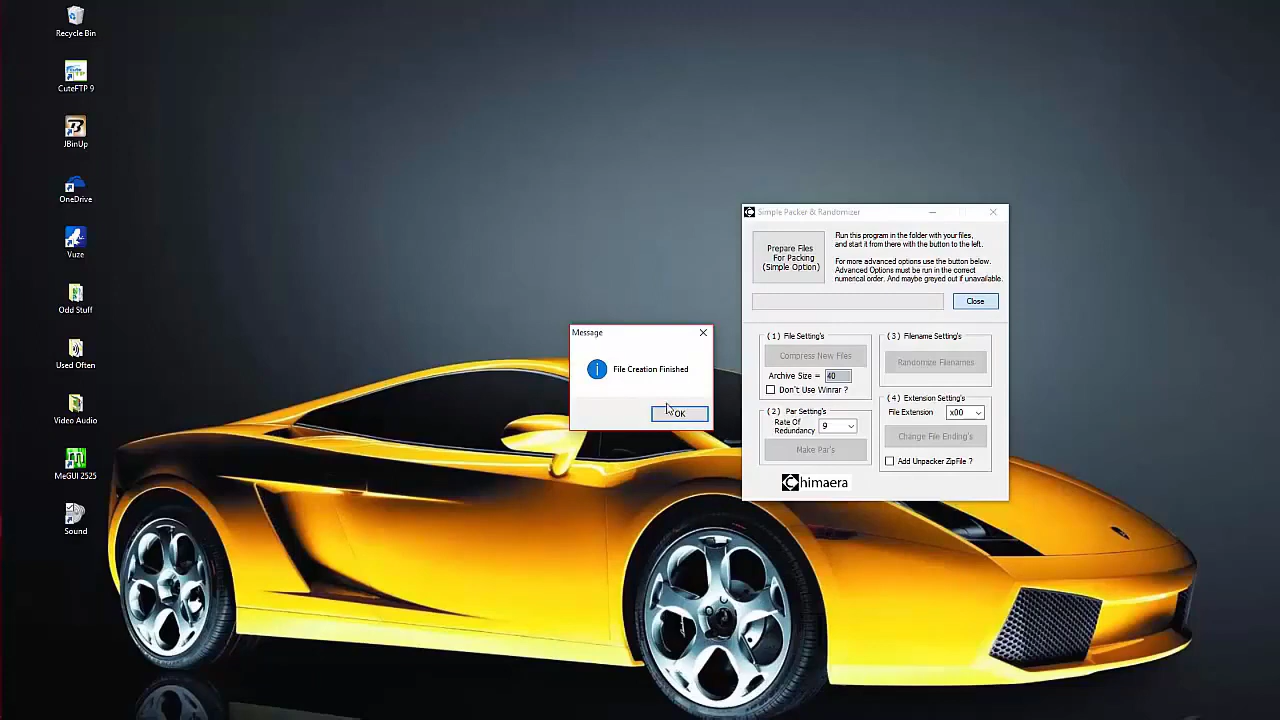 Recycle Bin
CuteFTP 9
JBinUp
OneDrive
Vuze
Odd Stuff
Used Often
Video Audio
MeGUI 2525
Sound
Message
File Creation Finished
OK
Simple Packer & Randomizer
Prepare Files
For Packing
(Simple Option)
Run this program in the folder with your files,
and start it from there with the button to the left.
For more advanced options use the button below.
Advanced Options must be run in the correct
numerical order. And maybe greyed out if unavailable.
Close
( 1 ) File Setting's
Compress New Files
Archive Size = 40
Don't Use Winrar ?
( 2 ) Par Setting's
Rate Of
Redundancy 9
Make Par's
( 3 ) Filename Setting's
Randomize Filenames
( 4 ) Extension Setting's
File Extension x00
Change File Ending's
Add Unpacker ZipFile ?
Chimaera